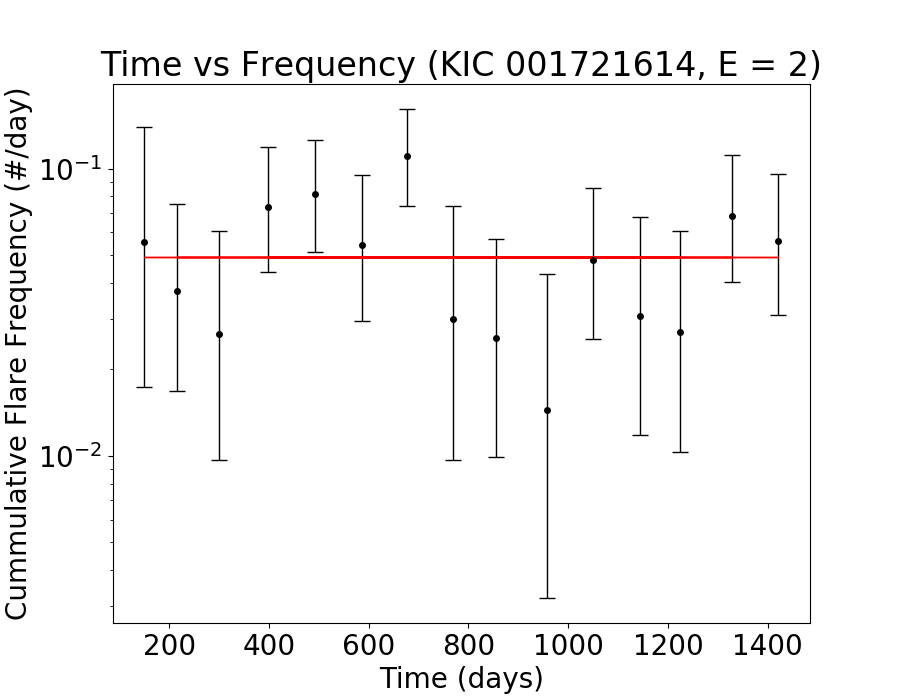 Time vs Frequency (KIC 001721614, E = 2)
Cummulative Flare Frequency (#/day)
10⁻¹
10⁻²
200 400 600 800 1000 1200 1400
Time (days)